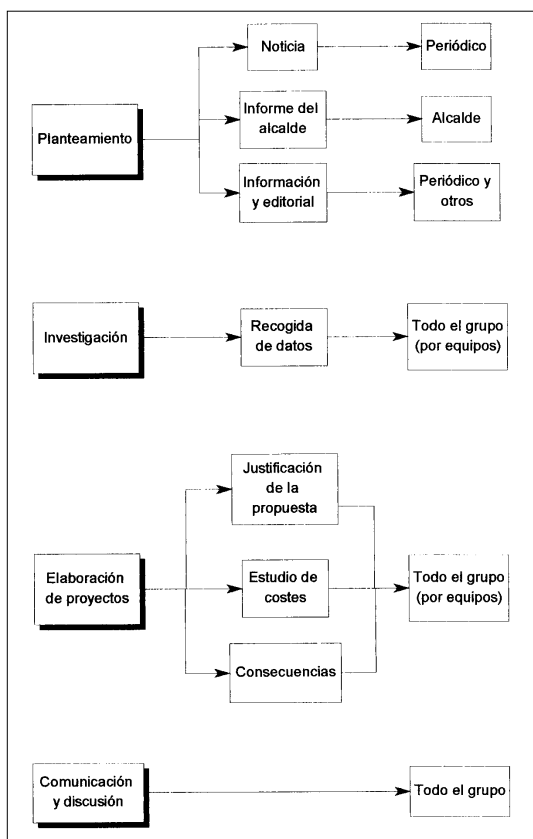 Noticia
Periódico
Planteamiento
Informe del
alcalde
Alcalde
Información
y editorial
Periódico y
otros
Investigación
Recogida
de datos
Todo el grupo
(por equipos)
Justificación
de la
propuesta
Elaboración
de proyectos
Estudio de
costes
Todo el grupo
(por equipos)
Consecuencias
Comunicación
y discusión
Todo el grupo